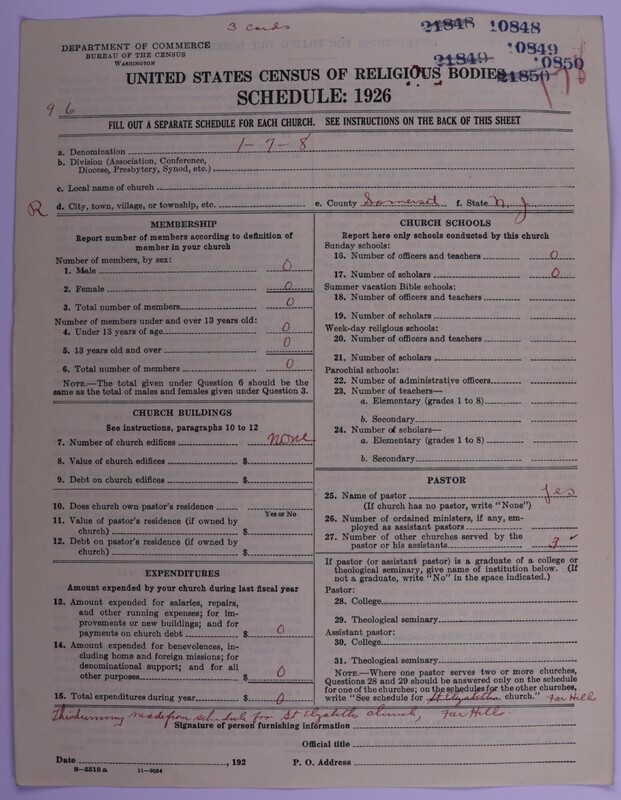 3 cards
21848 10848
10849
21849 10850
21850
DEPARTMENT OF COMMERCE
BUREAU OF THE CENSUS
WASHINGTON
UNITED STATES CENSUS OF RELIGIOUS BODIES
SCHEDULE: 1926
96
FILL OUT A SEPARATE SCHEDULE FOR EACH CHURCH. SEE INSTRUCTIONS ON THE BACK OF THIS SHEET
a. Denomination 1-7-8
b. Division (Association, Conference,
Diocese, Presbytery, Synod, etc.)
c. Local name of church
R
d. City, town, village, or township, etc. e. County Somerset f. State N. J.
MEMBERSHIP
Report number of members according to definition of
member in your church
Number of members, by sex:
1. Male 0
2. Female 0
3. Total number of members 0
Number of members under and over 13 years old:
4. Under 13 years of age 0
5. 13 years old and over 0
6. Total number of members 0
NOTE.—The total given under Question 6 should be the
same as the total of males and females given under Question 3.
CHURCH BUILDINGS
See instructions, paragraphs 10 to 12
7. Number of church edifices none
8. Value of church edifices $
9. Debt on church edifices $
10. Does church own pastor's residence
Yes or No
11. Value of pastor's residence (if owned by
church) $
12. Debt on pastor's residence (if owned by
church) $
EXPENDITURES
Amount expended by church during last fiscal year
13. Amount expended for salaries, repairs,
and other running expenses; for im-
provements or new buildings; and for
payments on church debt $ 0
14. Amount expended for benevolences, in-
cluding home and foreign missions; for
denominational support; and for all
other purposes $ 0
15. Total expenditures during year $ 0
CHURCH SCHOOLS
Report here only schools conducted by this church
Sunday schools:
16. Number of officers and teachers 0
17. Number of scholars 0
Summer vacation Bible schools:
18. Number of officers and teachers
19. Number of scholars
Week-day religious schools:
20. Number of officers and teachers
21. Number of scholars
Parochial schools:
22. Number of administrative officers
23. Number of teachers—
a. Elementary (grades 1 to 8)
b. Secondary
24. Number of scholars—
a. Elementary (grades 1 to 8)
b. Secondary
PASTOR
25. Name of pastor Yes
(If church has no pastor, write "None")
26. Number of ordained ministers, if any, em-
ployed as assistant pastors
27. Number of other churches served by the
pastor or his assistants
If pastor (or assistant pastor) is a graduate of a college or
theological seminary, give name of institution below. (If
not a graduate, write "No" in the space indicated.)
Pastor:
28. College
29. Theological seminary
Assistant pastor:
30. College
31. Theological seminary
NOTE.—Where one pastor serves two or more churches,
Questions 28 and 29 should be answered only on the schedule
for one of the churches; on the schedules for the other churches,
write "See schedule for St Elizabeths church." Far Hell
This dummy made from schedule for St Elyabeths church, Far Hell
Signature of person furnishing information
Official title
Date , 192 P. O. Address
8-5518a 11-9054